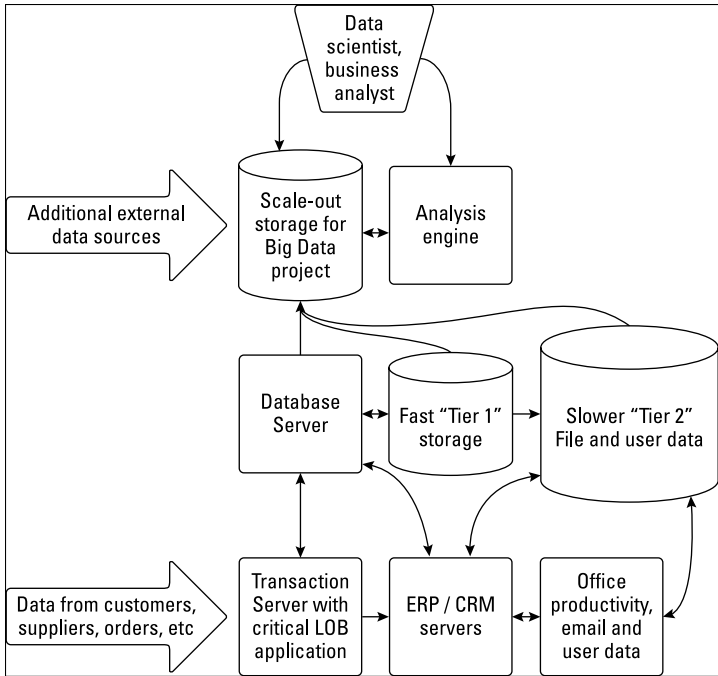 Data
scientist,
business
analyst
Additional external
data sources
Scale-out
storage for
Big Data
project
Analysis
engine
Database
Server
Fast “Tier 1”
storage
Slower “Tier 2”
File and user data
Data from customers,
suppliers, orders, etc
Transaction
Server with
critical LOB
application
ERP / CRM
servers
Office
productivity,
email and
user data